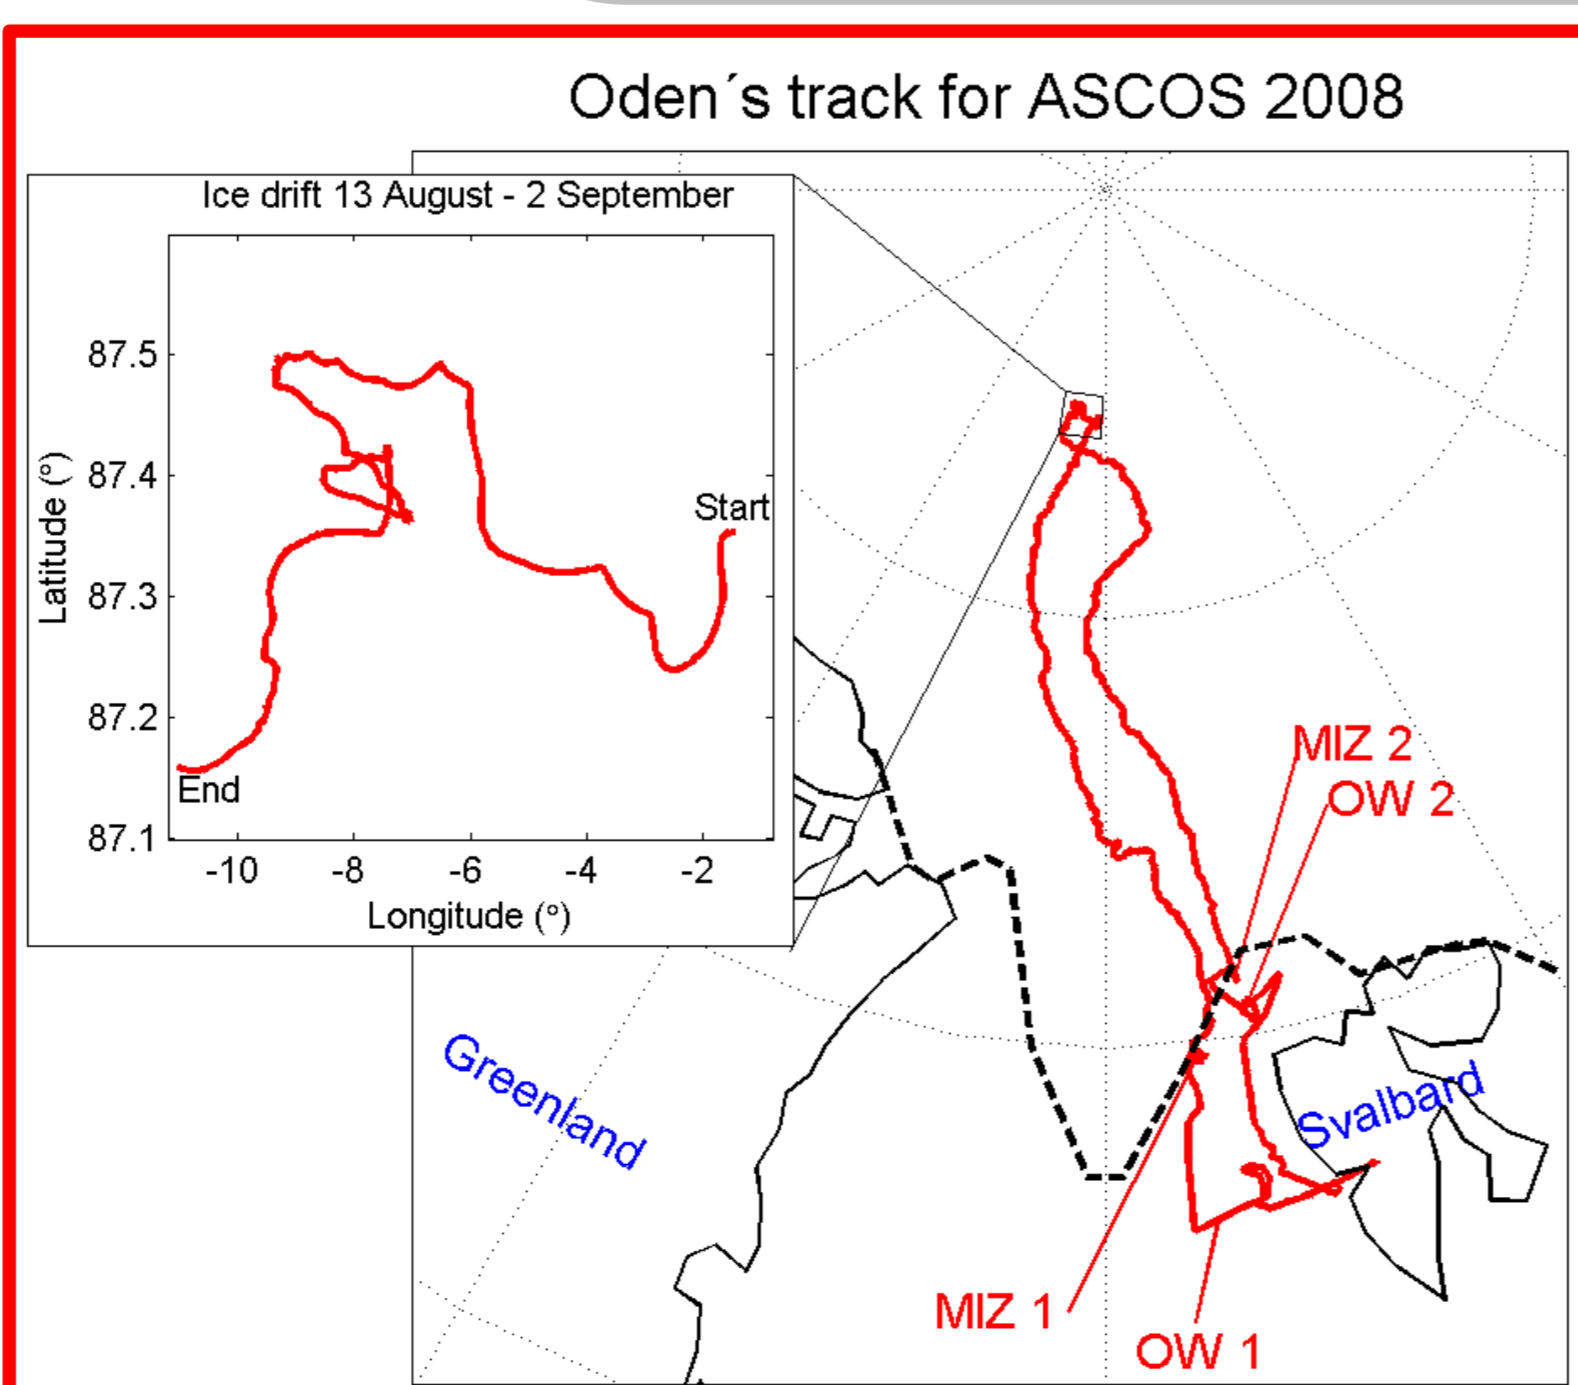 Oden´s track for ASCOS 2008
Ice drift 13 August - 2 September
87.5
87.4
87.3
87.2
87.1
Latitude (°)
Start
End
-10
-8
-6
-4
-2
Longitude (°)
MIZ 2
OW 2
Greenland
Svalbard
MIZ 1
OW 1